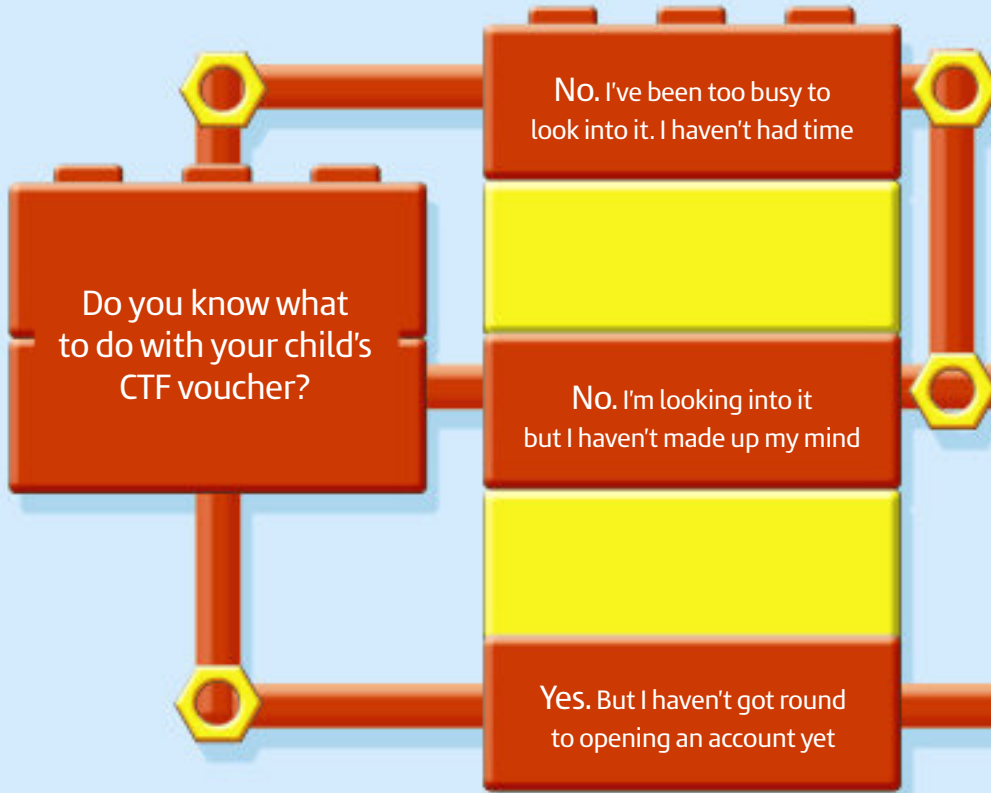 Do you know what
to do with your child's
CTF voucher?
No. I've been too busy to
look into it. I haven't had time
No. I'm looking into it
but I haven't made up my mind
Yes. But I haven't got round
to opening an account yet